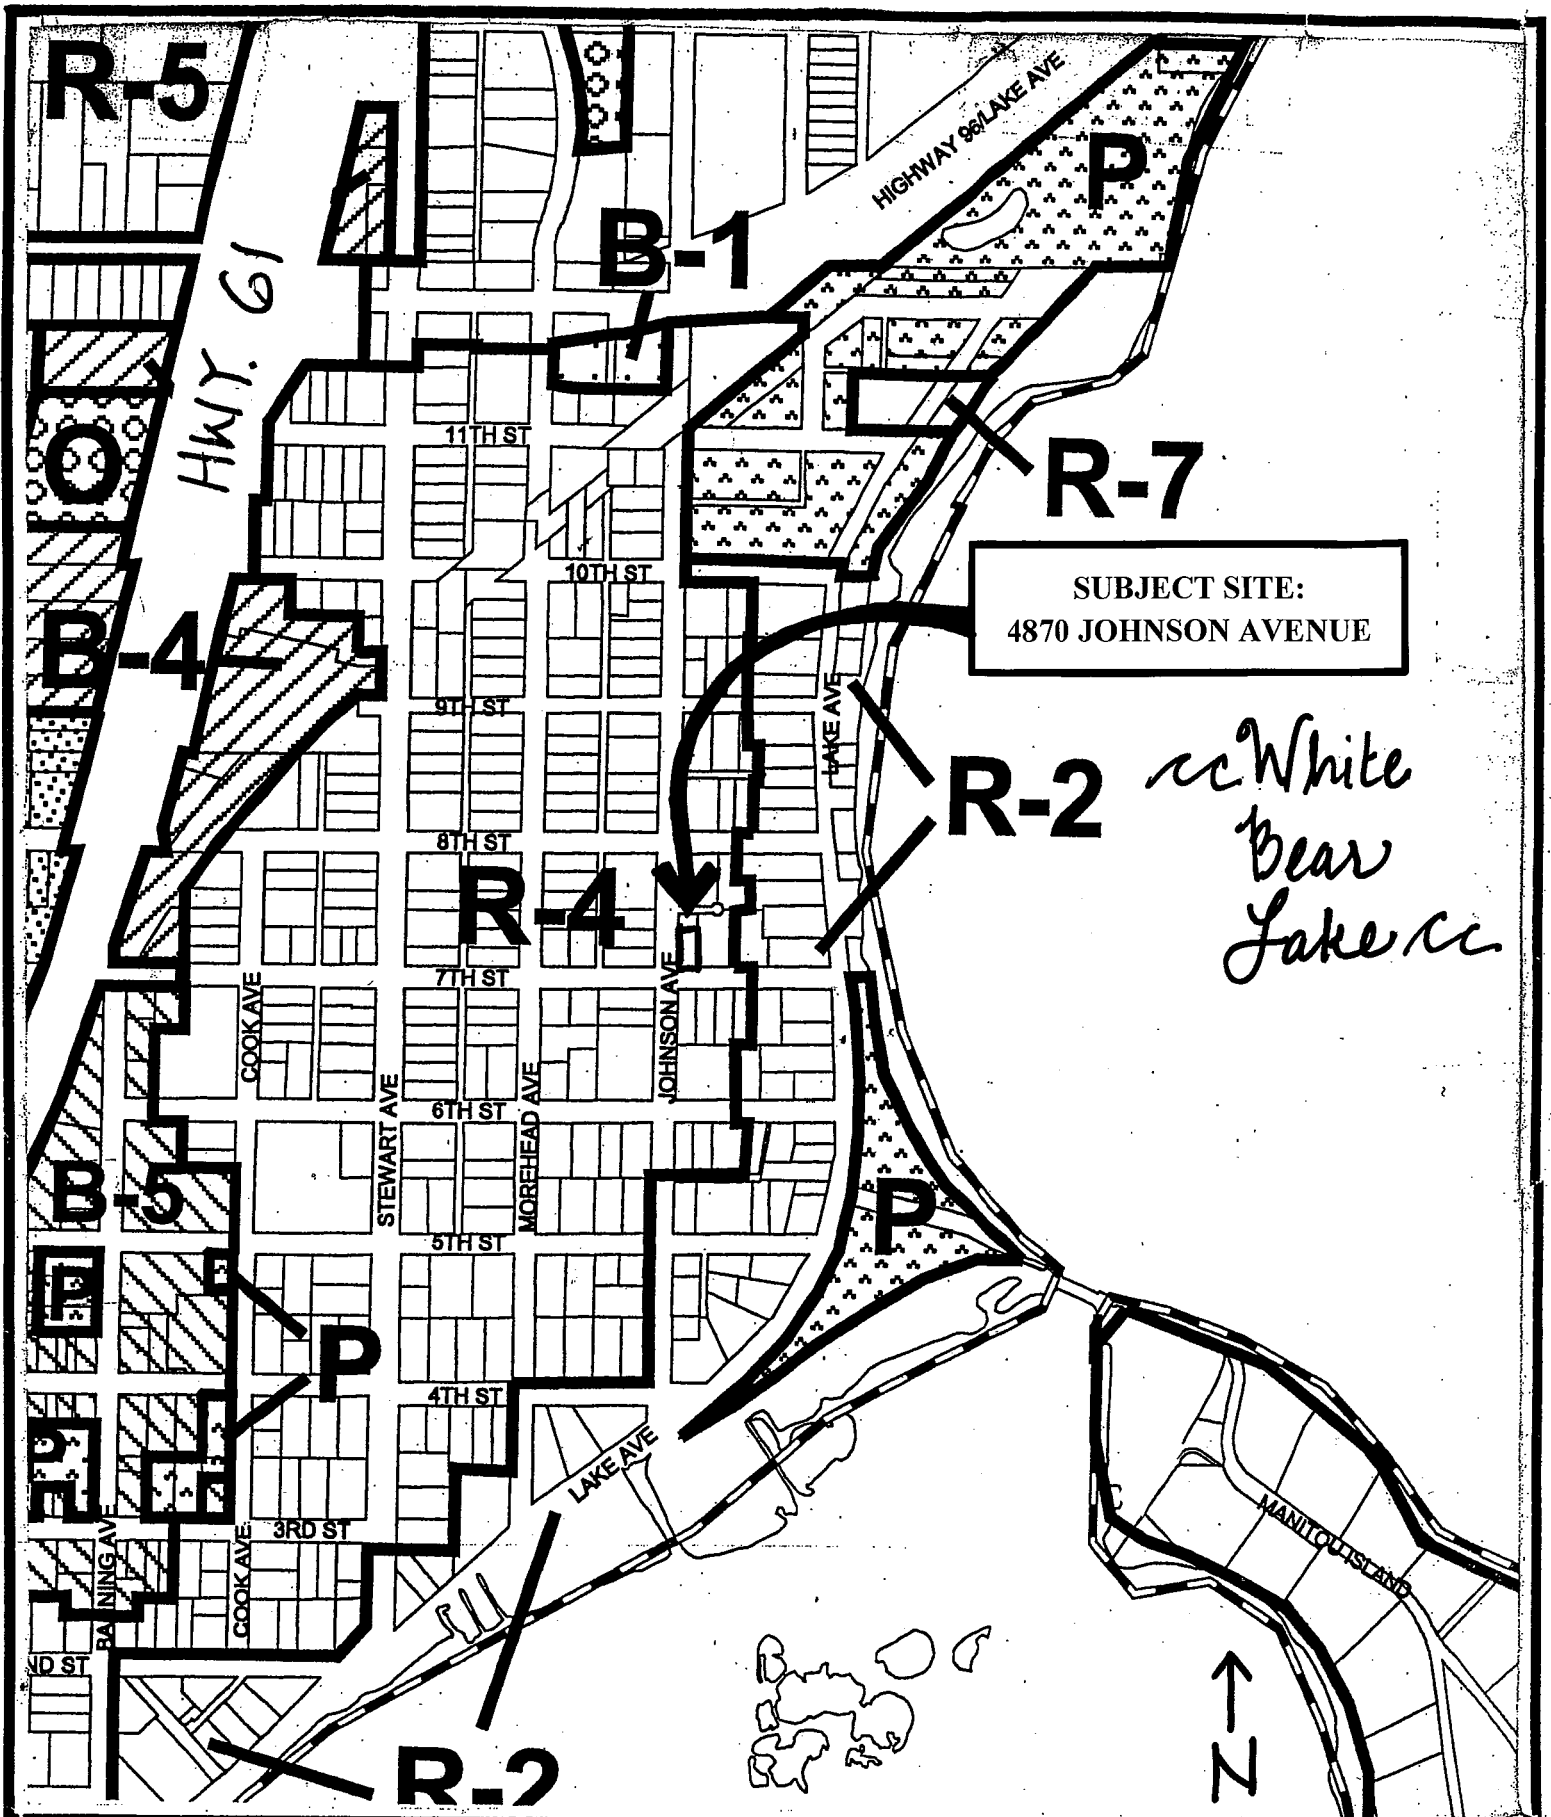 R-5
HIGHWAY 96/LAKE AVE
P
B-1
HWY. 61
11TH ST
O
R-7
10TH ST
SUBJECT SITE:
4870 JOHNSON AVENUE
B-4
9TH ST
LAKE AVE
R-2
White
Bear
Lake
8TH ST
R-4
7TH ST
COOK AVE
JOHNSON AVE
STEWART AVE
MOREHEAD AVE
6TH ST
B-5
P
5TH ST
P
P
4TH ST
P
LAKE AVE
3RD ST
BANNING AVE
COOK AVE
MANITOU ISLAND
ND ST
N
R-2